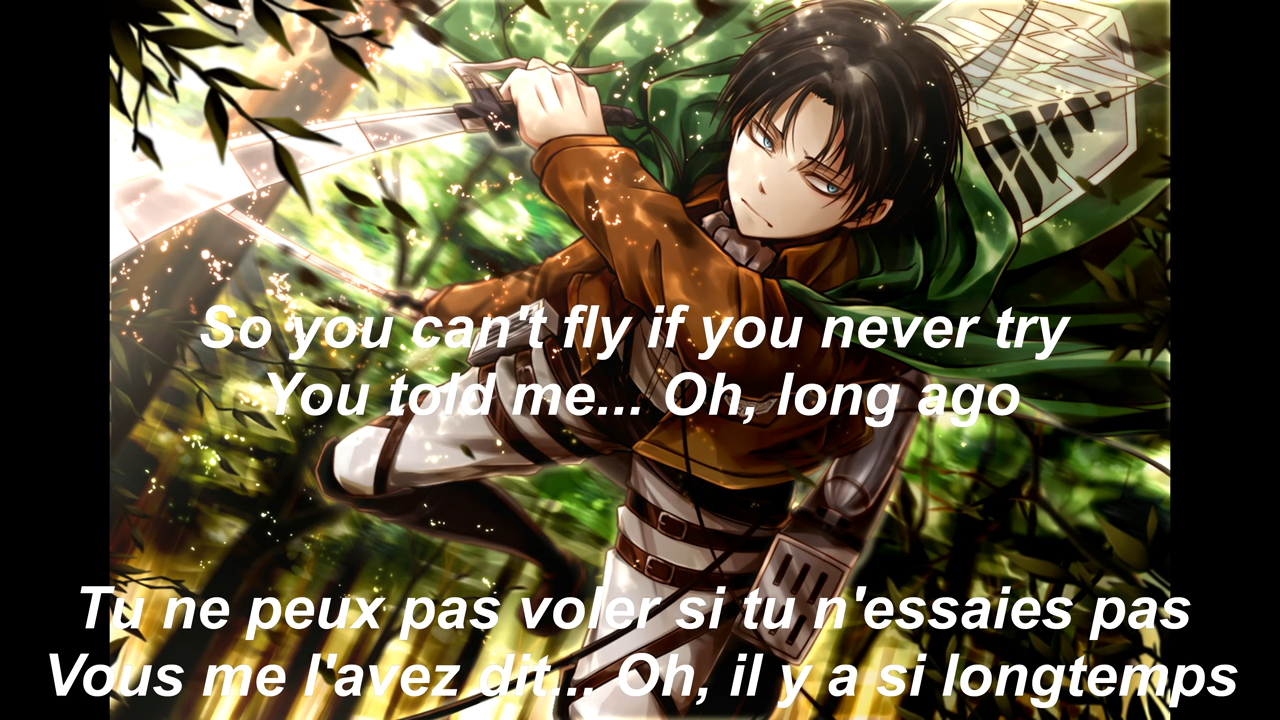 So you can't fly if you never try
You told me... Oh, long ago
Tu ne peux pas voler si tu n'essaies pas
Vous me l'avez dit... Oh, il y a si longtemps